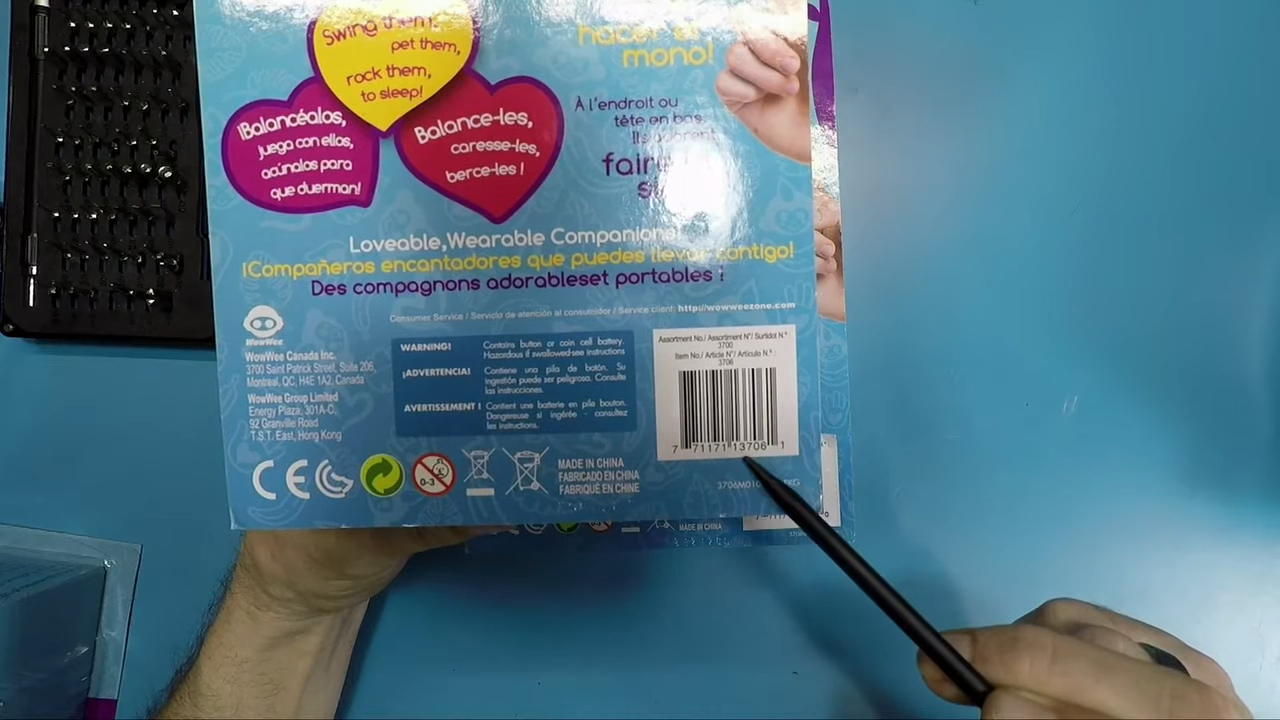 Swing them,
pet them,
rock them,
to sleep!
¡Balancéalos,
juega con ellos,
acúnalos para
que duerman!
Balance-les,
caresse-les,
berce-les !
hacer el
mono!
À l'endroit ou
tête en bas.
Ils adorent
Loveable, Wearable Companions!
¡Compañeros encantadores que puedes llevar contigo!
Des compagnons adorableset portables !
Consumer Service / Servicio de atención al consumidor / Service client: http://wowweezone.com
WowWee
WowWee Canada Inc.
3700 Saint Patrick Street, Suite 206,
Montreal, QC, H4E 1A2, Canada
WowWee Group Limited
Energy Plaza, 301A-C,
92 Granville Road
T.S.T. East, Hong Kong
WARNING! Contains button or coin cell battery.
Hazardous if swallowed-see instructions
¡ADVERTENCIA! Contiene una pila de botón. Su
ingestión puede ser peligrosa. Consulte
las instrucciones.
AVERTISSEMENT ! Contient une batterie en pile bouton.
Dangereuse si ingérée - consultez
les instructions.
Assortment No./ Assortiment N°/ Surtidot N.°
3700
Item No./ Article N°/ Artículo N.° :
3706
7 71171 13706 1
CE
0-3
MADE IN CHINA
FABRICADO EN CHINA
FABRIQUÉ EN CHINE
MADE IN CHINA